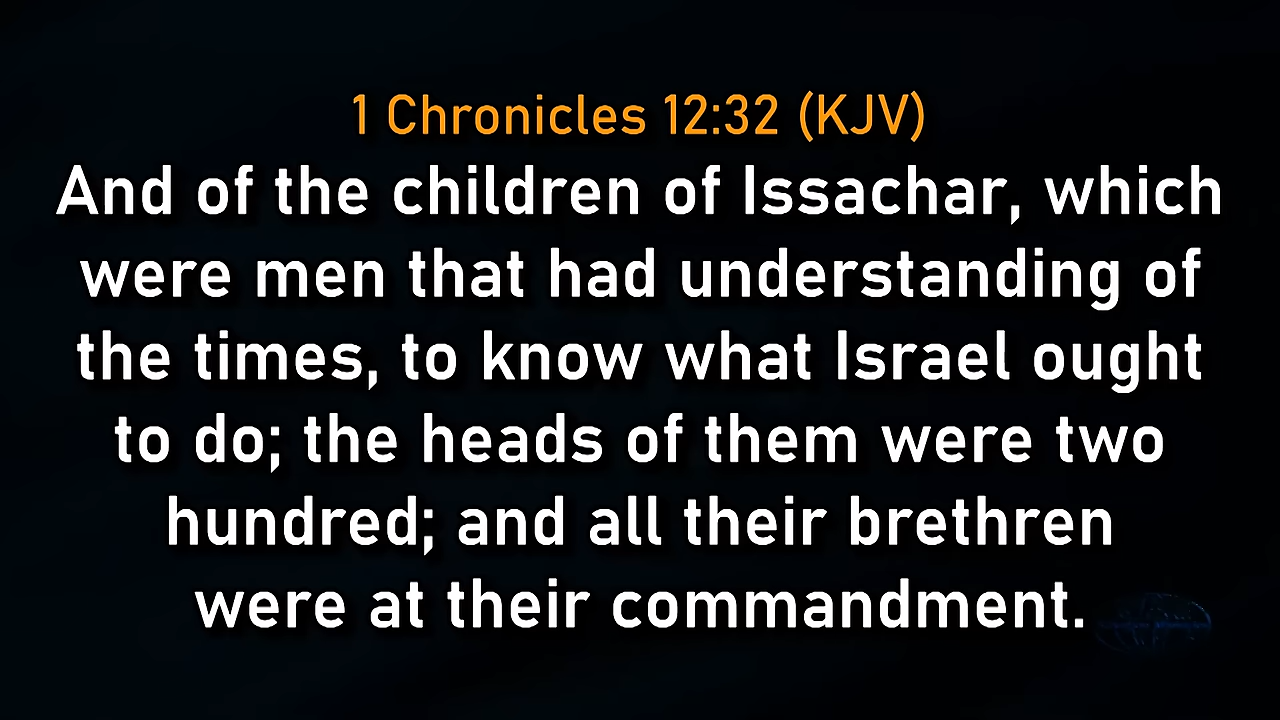 1 Chronicles 12:32 (KJV)
And of the children of Issachar, which
were men that had understanding of
the times, to know what Israel ought
to do; the heads of them were two
hundred; and all their brethren
were at their commandment.